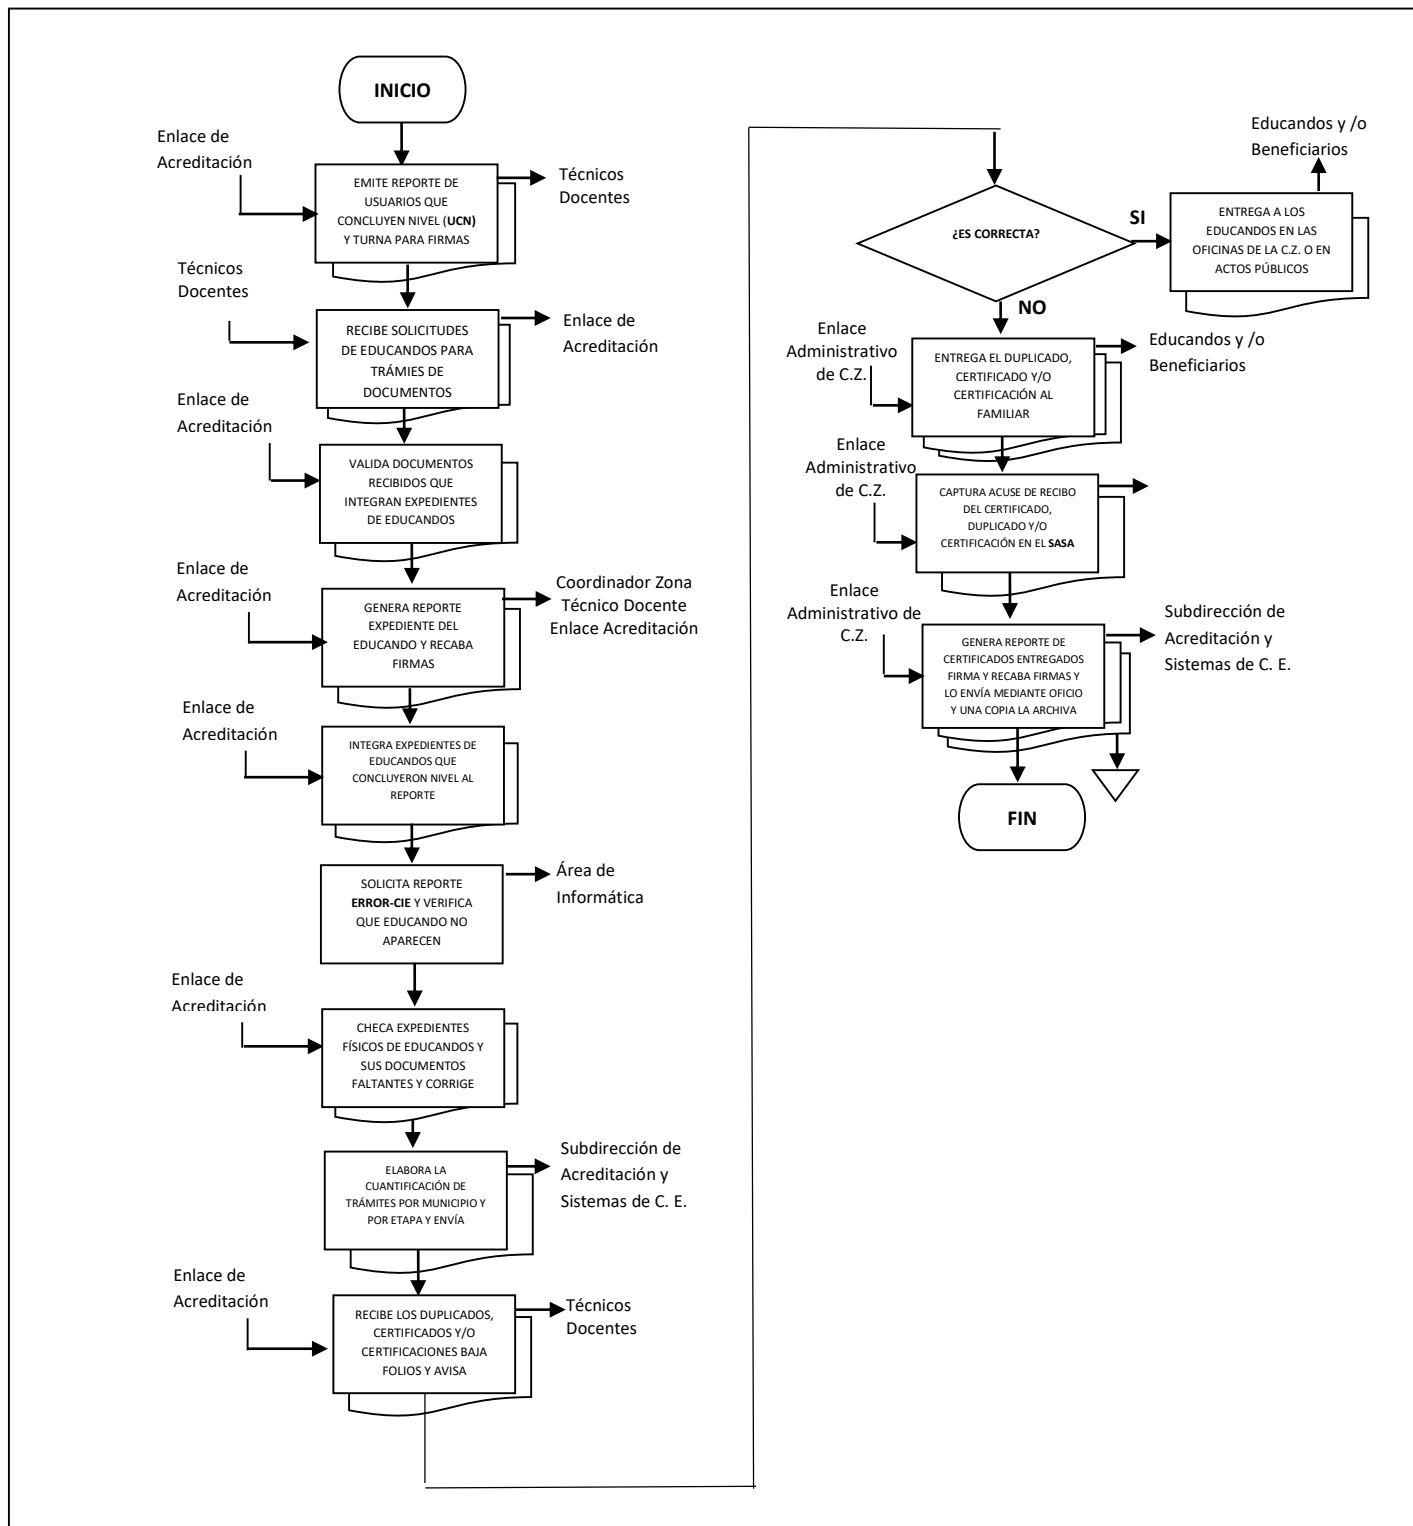 INICIO
Enlace de
Acreditación
EMITE REPORTE DE
USUARIOS QUE
CONCLUYEN NIVEL (UCN)
Y TURNA PARA FIRMAS
Técnicos
Docentes
Técnicos
Docentes
RECIBE SOLICITUDES
DE EDUCANDOS PARA
TRÁMIES DE
DOCUMENTOS
Enlace de
Acreditación
Enlace de
Acreditación
VALIDA DOCUMENTOS
RECIBIDOS QUE
INTEGRAN EXPEDIENTES
DE EDUCANDOS
Enlace de
Acreditación
GENERA REPORTE
EXPEDIENTE DEL
EDUCANDO Y RECABA
FIRMAS
Coordinador Zona
Técnico Docente
Enlace Acreditación
Enlace de
Acreditación
INTEGRA EXPEDIENTES DE
EDUCANDOS QUE
CONCLUYERON NIVEL AL
REPORTE
SOLICITA REPORTE
ERROR-CIE Y VERIFICA
QUE EDUCANDO NO
APARECEN
Área de
Informática
Enlace de
Acreditación
CHECA EXPEDIENTES
FÍSICOS DE EDUCANDOS Y
SUS DOCUMENTOS
FALTANTES Y CORRIGE
ELABORA LA
CUANTIFICACIÓN DE
TRÁMITES POR MUNICIPIO Y
POR ETAPA Y ENVÍA
Subdirección de
Acreditación y
Sistemas de C. E.
Enlace de
Acreditación
RECIBE LOS DUPLICADOS,
CERTIFICADOS Y/O
CERTIFICACIONES BAJA
FOLIOS Y AVISA
Técnicos
Docentes
¿ES CORRECTA?
SI
Educandos y /o
Beneficiarios
ENTREGA A LOS
EDUCANDOS EN LAS
OFICINAS DE LA C.Z. O EN
ACTOS PÚBLICOS
NO
Enlace
Administrativo
de C.Z.
ENTREGA EL DUPLICADO,
CERTIFICADO Y/O
CERTIFICACIÓN AL
FAMILIAR
Educandos y /o
Beneficiarios
Enlace
Administrativo
de C.Z.
CAPTURA ACUSE DE RECIBO
DEL CERTIFICADO,
DUPLICADO Y/O
CERTIFICACIÓN EN EL SASA
Enlace
Administrativo de
C.Z.
GENERA REPORTE DE
CERTIFICADOS ENTREGADOS
FIRMA Y RECABA FIRMAS Y
LO ENVÍA MEDIANTE OFICIO
Y UNA COPIA LA ARCHIVA
Subdirección de
Acreditación y
Sistemas de C. E.
FIN